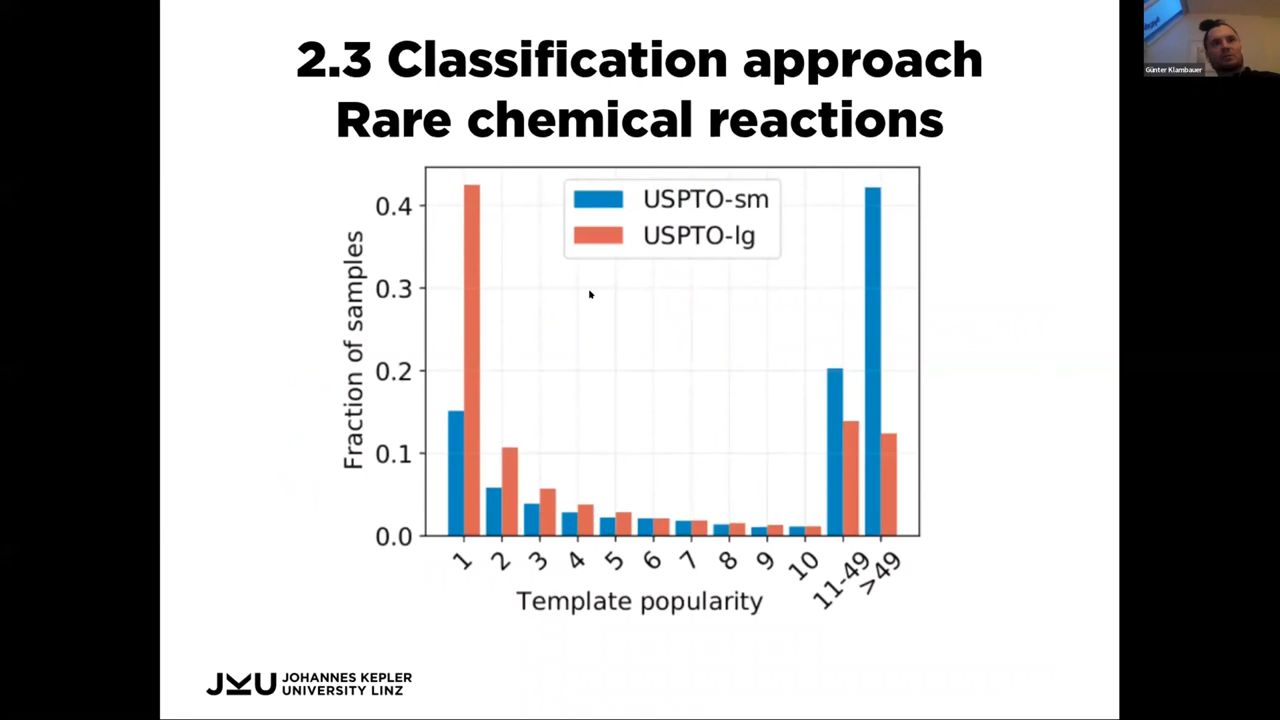 2.3 Classification approach
Rare chemical reactions
Günter Klambauer
USPTO-sm
USPTO-lg
Fraction of samples
0.4
0.3
0.2
0.1
0.0
1 2 3 4 5 6 7 8 9 10 11-49 >49
Template popularity
JKU JOHANNES KEPLER
UNIVERSITY LINZ